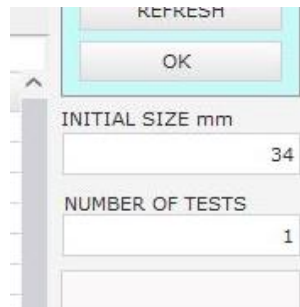 REFRESH
OK
INITIAL SIZE mm
34
NUMBER OF TESTS
1